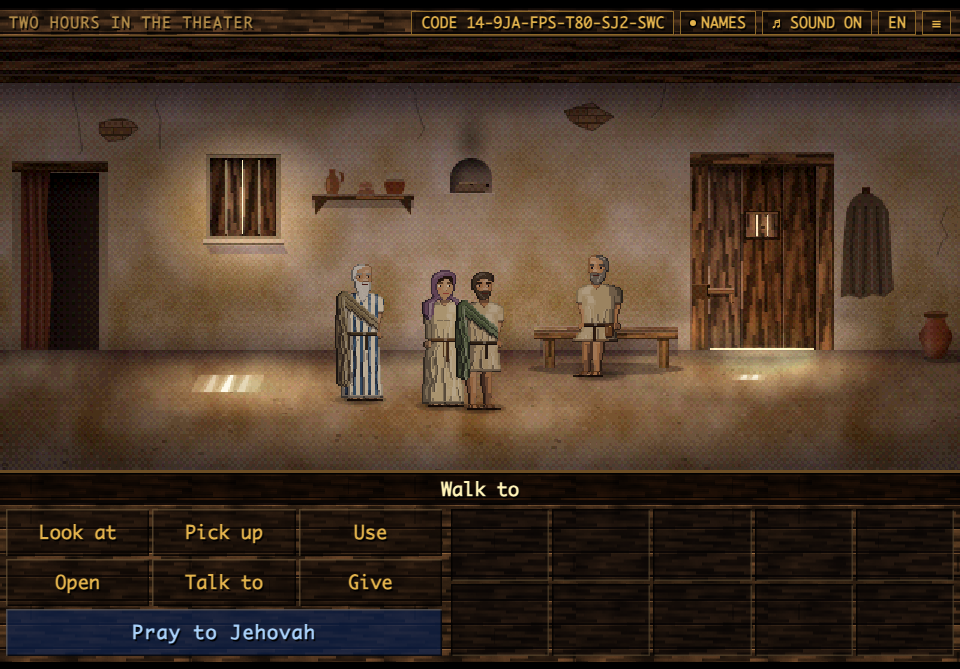 TWO HOURS IN THE THEATER
CODE 14-9JA-FPS-T80-SJ2-SWC
• NAMES
♬ SOUND ON
EN
≡
Walk to
Look at
Pick up
Use
Open
Talk to
Give
Pray to Jehovah